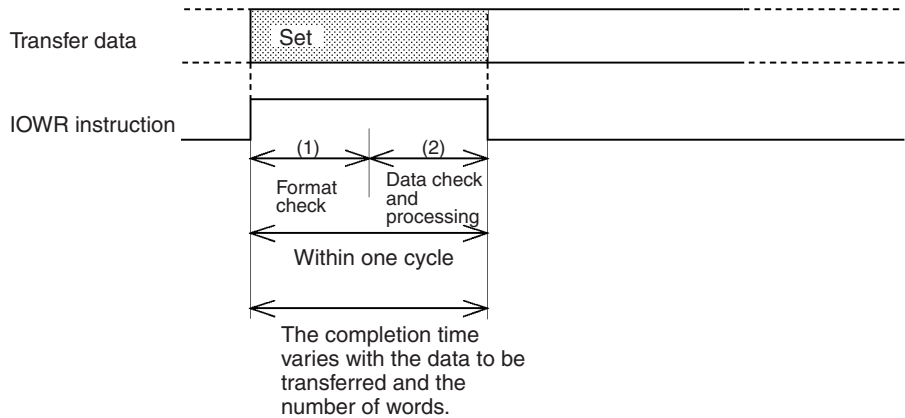 Transfer data
Set
IOWR instruction
(1)
(2)
Format
check
Data check
and
processing
Within one cycle
The completion time
varies with the data to be
transferred and the
number of words.